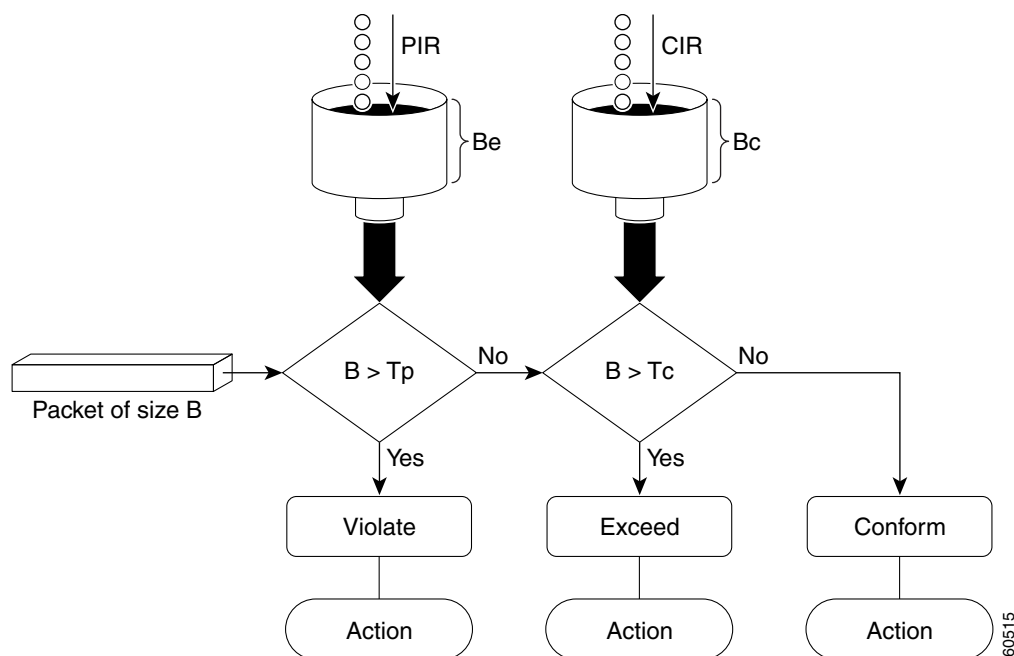 PIR
CIR
Be
Bc
B > Tp
No
B > Tc
No
Packet of size B
Yes
Yes
Violate
Exceed
Conform
Action
Action
Action
60515